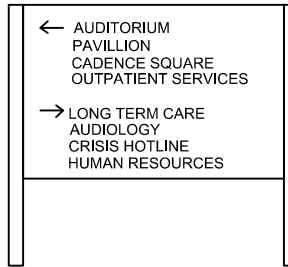 ← AUDITORIUM
PAVILLION
CADENCE SQUARE
OUTPATIENT SERVICES
→ LONG TERM CARE
AUDIOLOGY
CRISIS HOTLINE
HUMAN RESOURCES